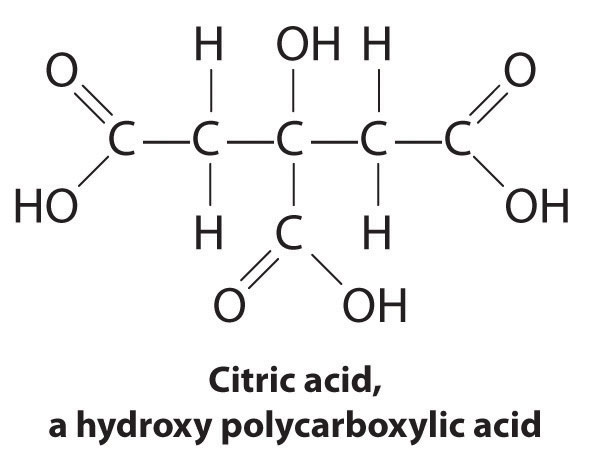 H OH H
O O
C C C C C
HO OH
H C H
O OH
Citric acid,
a hydroxy polycarboxylic acid